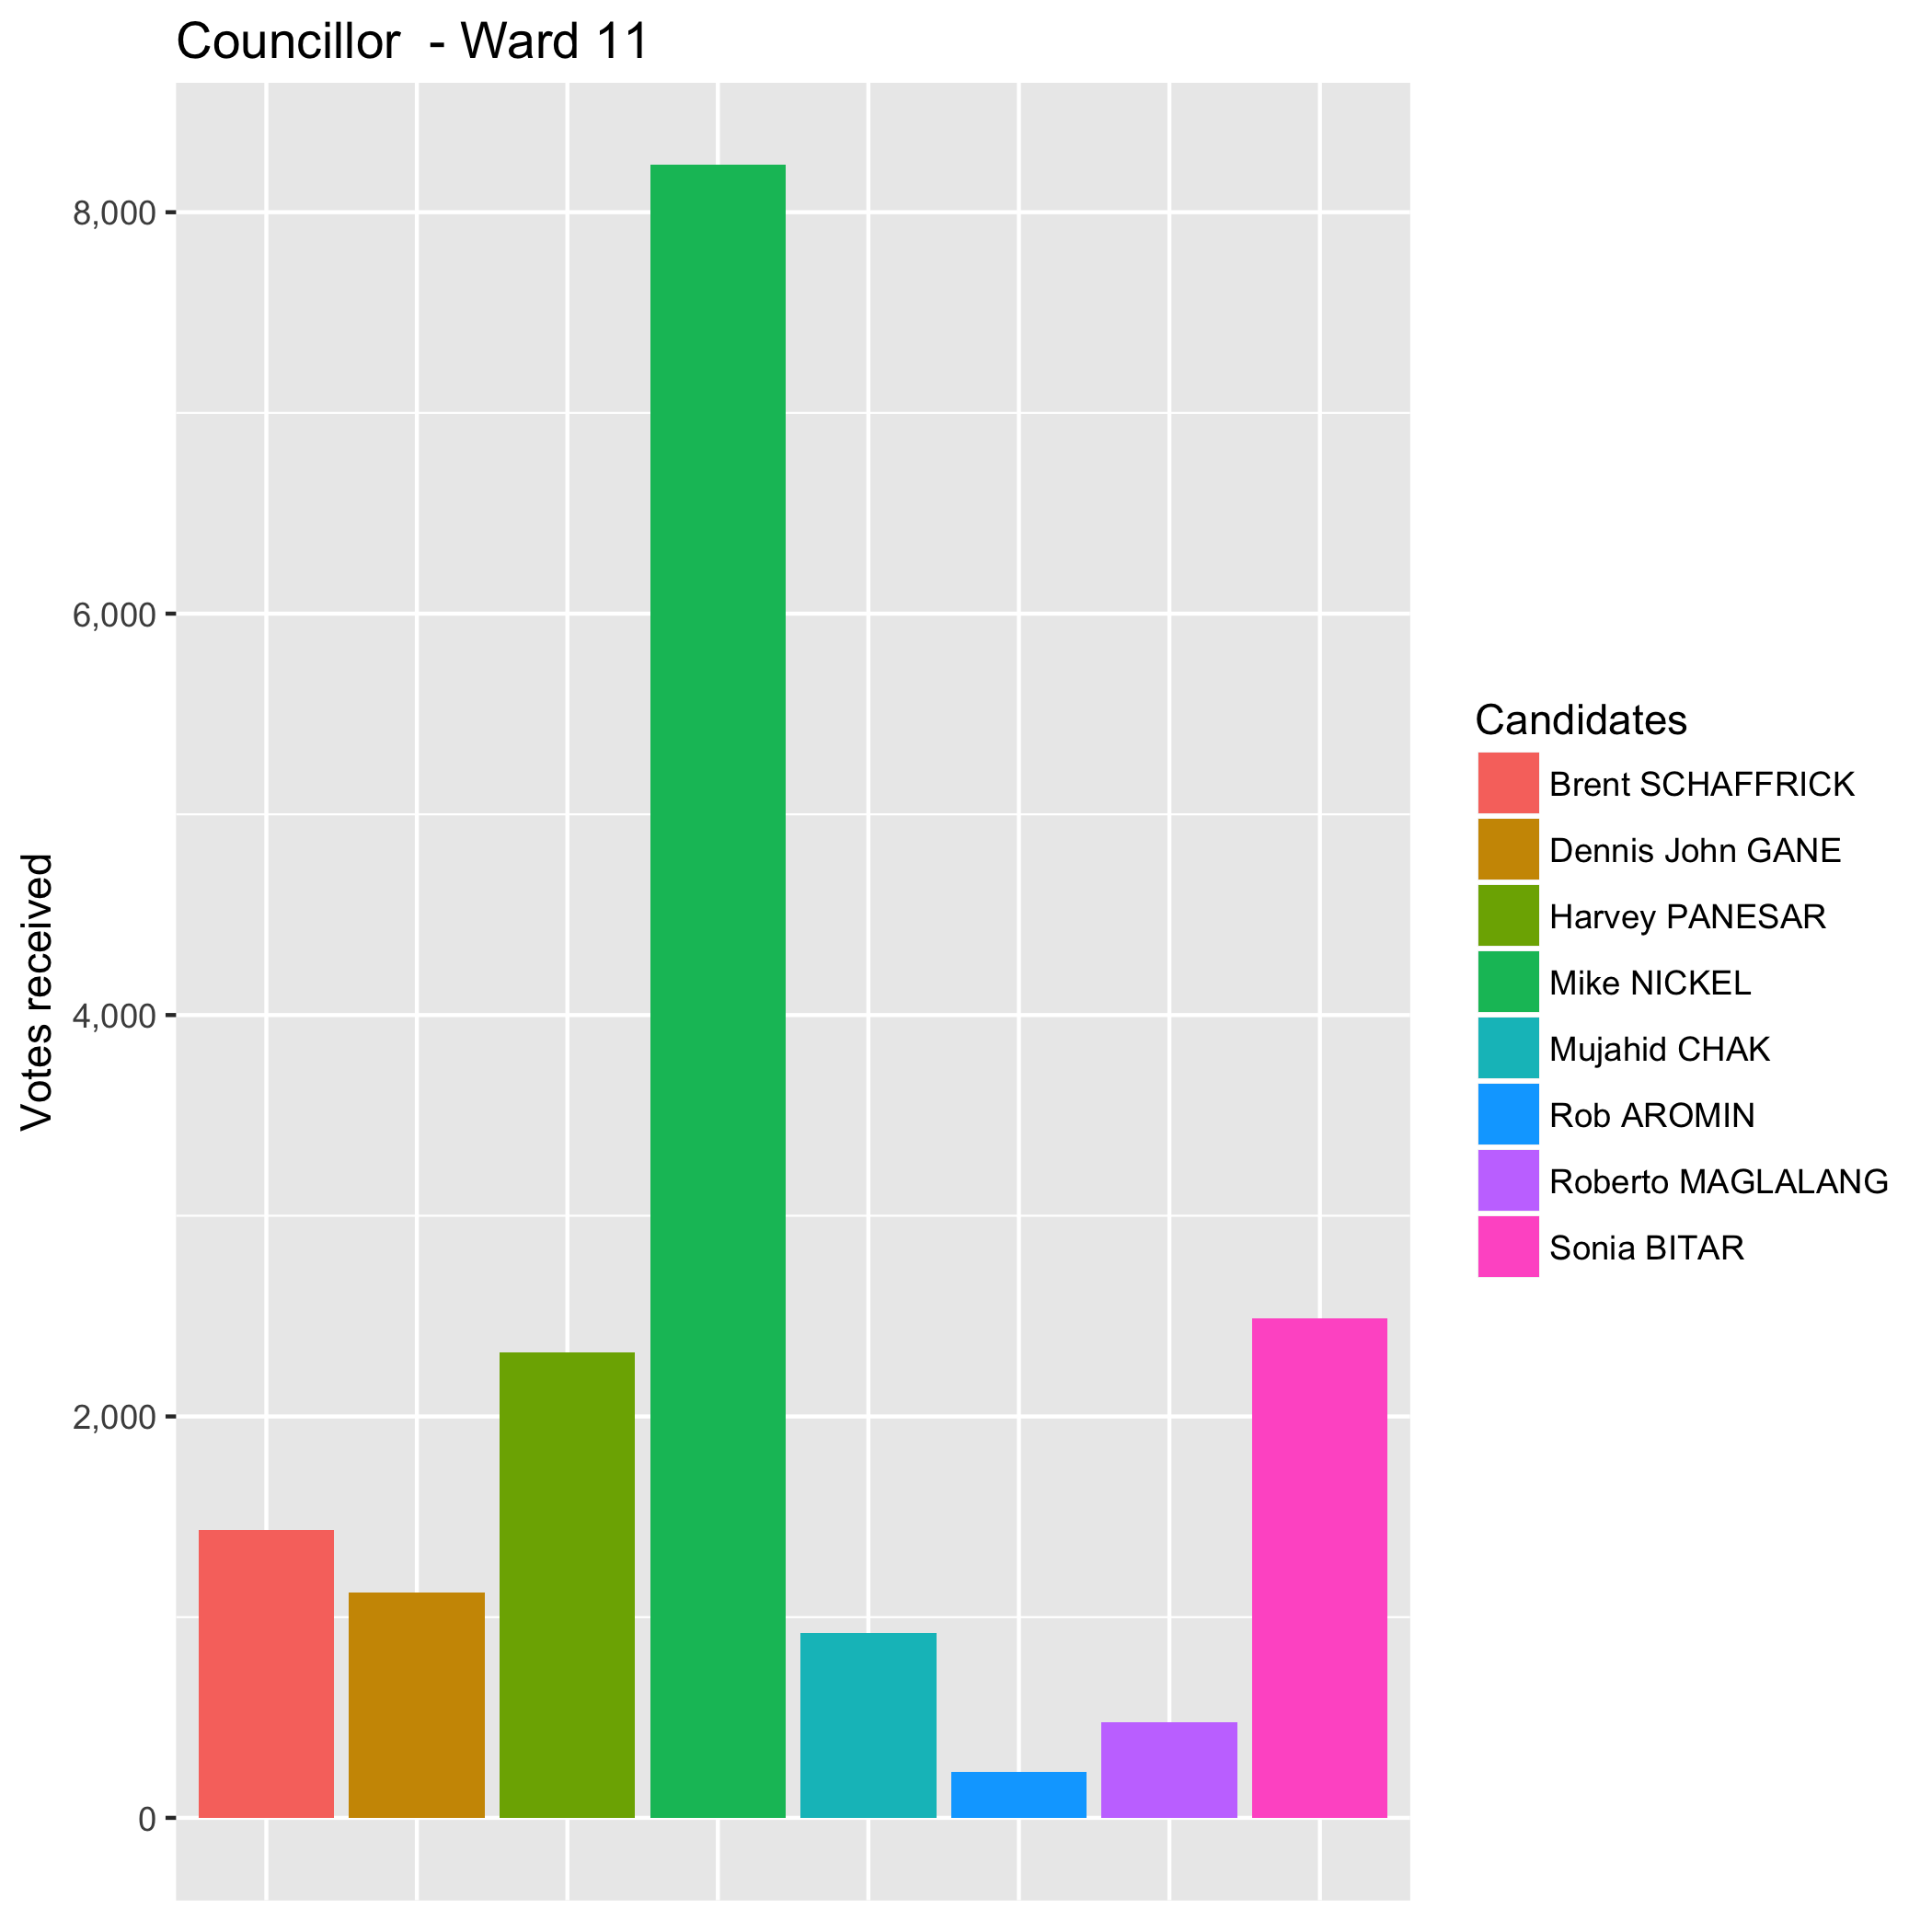 Councillor  - Ward 11
8,000
6,000
4,000
2,000
0
Votes received
Candidates
Brent SCHAFFRICK
Dennis John GANE
Harvey PANESAR
Mike NICKEL
Mujahid CHAK
Rob AROMIN
Roberto MAGLALANG
Sonia BITAR